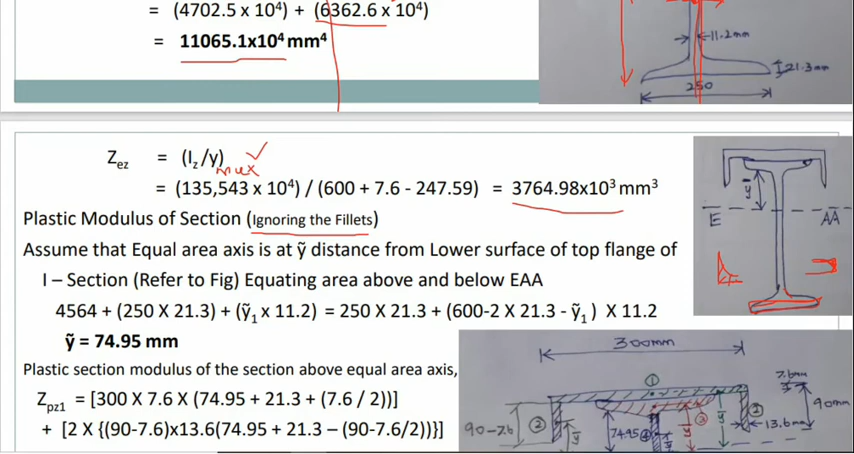 = (4702.5 x 10⁴) + (6362.6 x 10⁴)
= 11065.1x10⁴ mm⁴
11.2mm
21.3mm
250
Zez = (Iz/y) max
= (135,543 x 10⁴) / (600 + 7.6 - 247.59) = 3764.98x10³ mm³
Plastic Modulus of Section (Ignoring the Fillets)
Assume that Equal area axis is at ỹ distance from Lower surface of top flange of
I – Section (Refer to Fig) Equating area above and below EAA
4564 + (250 X 21.3) + (ỹ₁ x 11.2) = 250 X 21.3 + (600-2 X 21.3 - ỹ₁ ) X 11.2
ỹ = 74.95 mm
Plastic section modulus of the section above equal area axis,
Zpz1 = [300 X 7.6 X (74.95 + 21.3 + (7.6 / 2))]
+ [2 X {(90-7.6)x13.6(74.95 + 21.3 – (90-7.6/2))}]
ȳ
E AA
300mm
① 7.6mm
② ③ ② 90mm
90-7.6
74.95 ④ 13.6mm
ȳ ȳ ȳ ȳ